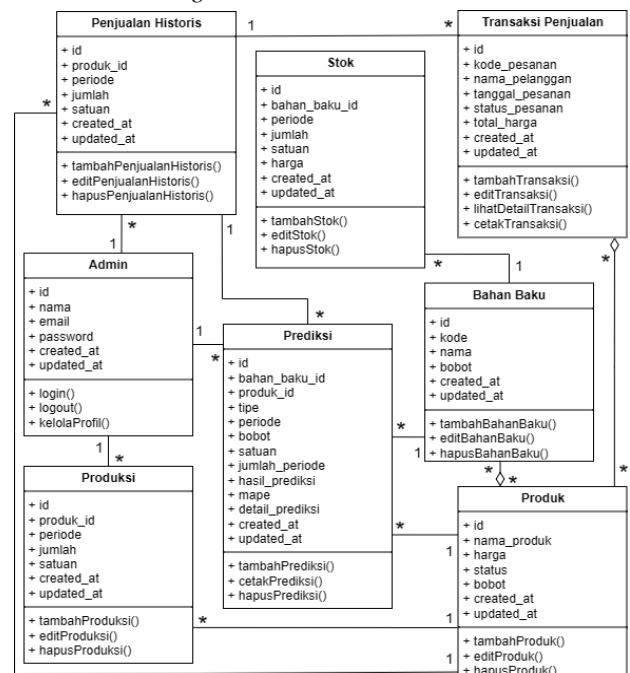 Penjualan Historis
+ id
+ produk_id
+ periode
+ jumlah
+ satuan
+ created_at
+ updated_at
+ tambahPenjualanHistoris()
+ editPenjualanHistoris()
+ hapusPenjualanHistoris()
1
*
Transaksi Penjualan
+ id
+ kode_pesanan
+ nama_pelanggan
+ tanggal_pesanan
+ status_pesanan
+ total_harga
+ created_at
+ updated_at
+ tambahTransaksi()
+ editTransaksi()
+ lihatDetailTransaksi()
+ cetakTransaksi()
Stok
+ id
+ bahan_baku_id
+ periode
+ jumlah
+ satuan
+ harga
+ created_at
+ updated_at
+ tambahStok()
+ editStok()
+ hapusStok()
*
*
1
1
*
1
*
*
Admin
+ id
+ nama
+ email
+ password
+ created_at
+ updated_at
+ login()
+ logout()
+ kelolaProfil()
1
*
*
Prediksi
+ id
+ bahan_baku_id
+ produk_id
+ tipe
+ periode
+ bobot
+ satuan
+ jumlah_periode
+ hasil_prediksi
+ mape
+ detail_prediksi
+ created_at
+ updated_at
+ tambahPrediksi()
+ cetakPrediksi()
+ hapusPrediksi()
Bahan Baku
+ id
+ kode
+ nama
+ bobot
+ created_at
+ updated_at
+ tambahBahanBaku()
+ editBahanBaku()
+ hapusBahanBaku()
*
1
1
*
*
*
*
Produksi
+ id
+ produk_id
+ periode
+ jumlah
+ satuan
+ created_at
+ updated_at
+ tambahProduksi()
+ editProduksi()
+ hapusProduksi()
*
1
*
1
1
Produk
+ id
+ nama_produk
+ harga
+ status
+ bobot
+ created_at
+ updated_at
+ tambahProduk()
+ editProduk()
+ hapusProduk()